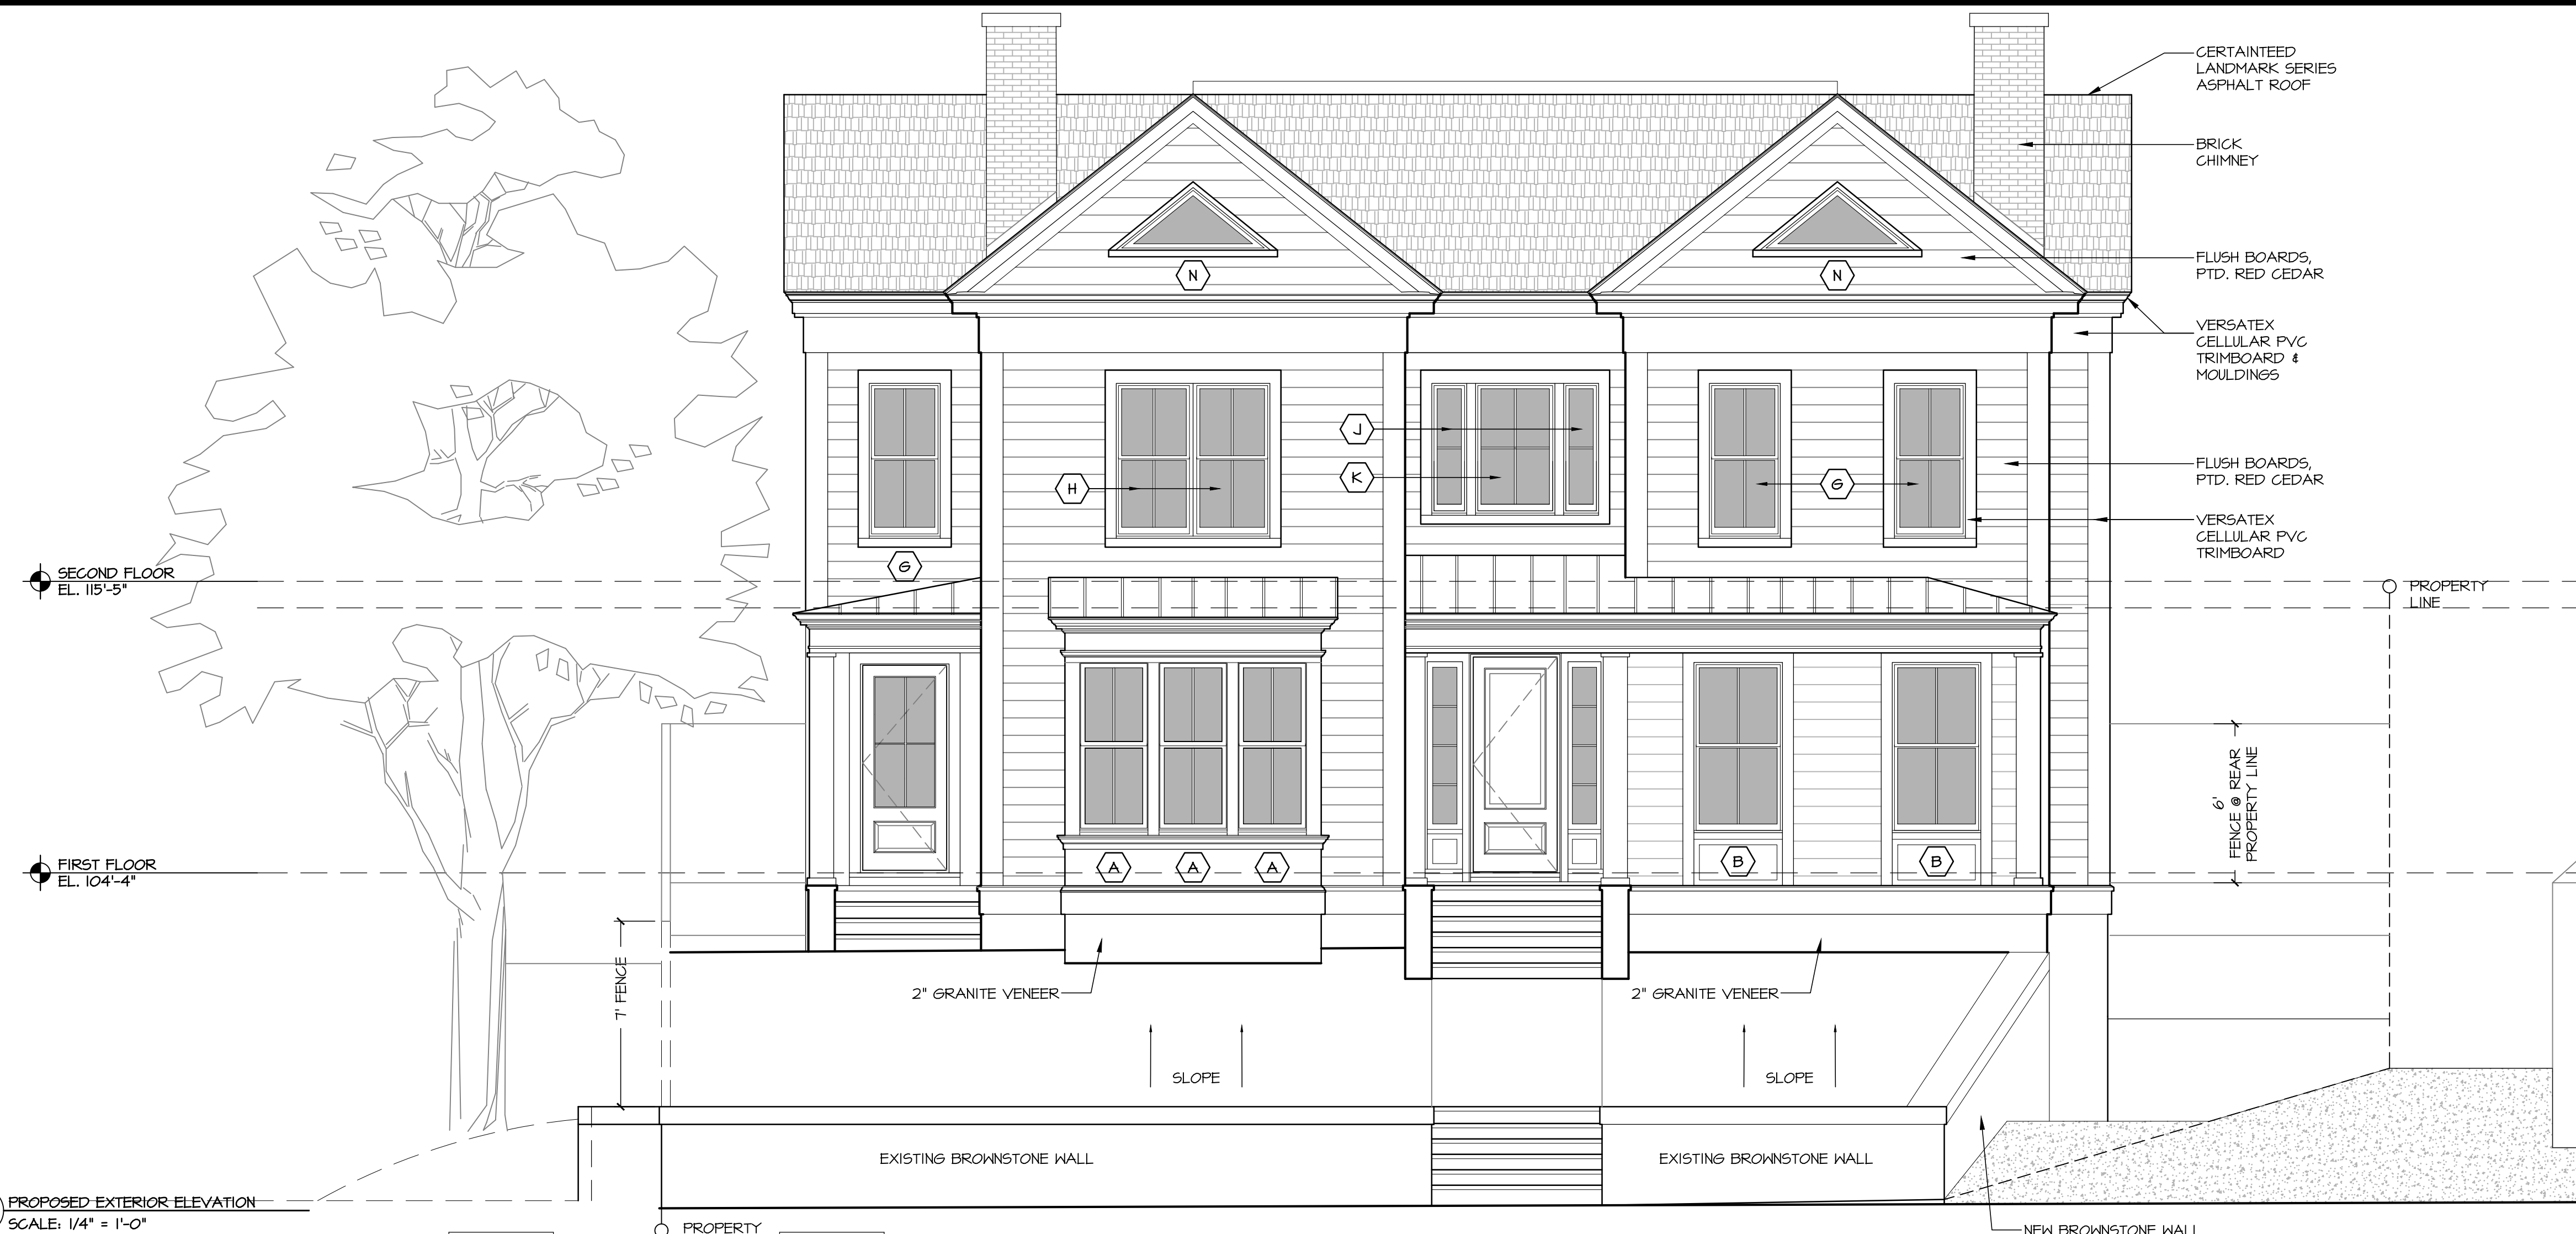 CERTAINTEED
LANDMARK SERIES
ASPHALT ROOF
BRICK
CHIMNEY
FLUSH BOARDS,
PTD. RED CEDAR
N
N
VERSATEX
CELLULAR PVC
TRIMBOARD &
MOULDINGS
J
K
H
G
FLUSH BOARDS,
PTD. RED CEDAR
VERSATEX
CELLULAR PVC
TRIMBOARD
G
SECOND FLOOR
EL. 115'-5"
PROPERTY
LINE
6'
FENCE @ REAR
PROPERTY LINE
FIRST FLOOR
EL. 104'-4"
A
A
A
B
B
7' FENCE
2" GRANITE VENEER
2" GRANITE VENEER
SLOPE
SLOPE
EXISTING BROWNSTONE WALL
EXISTING BROWNSTONE WALL
PROPOSED EXTERIOR ELEVATION
SCALE: 1/4" = 1'-0"
PROPERTY
NEW BROWNSTONE WALL